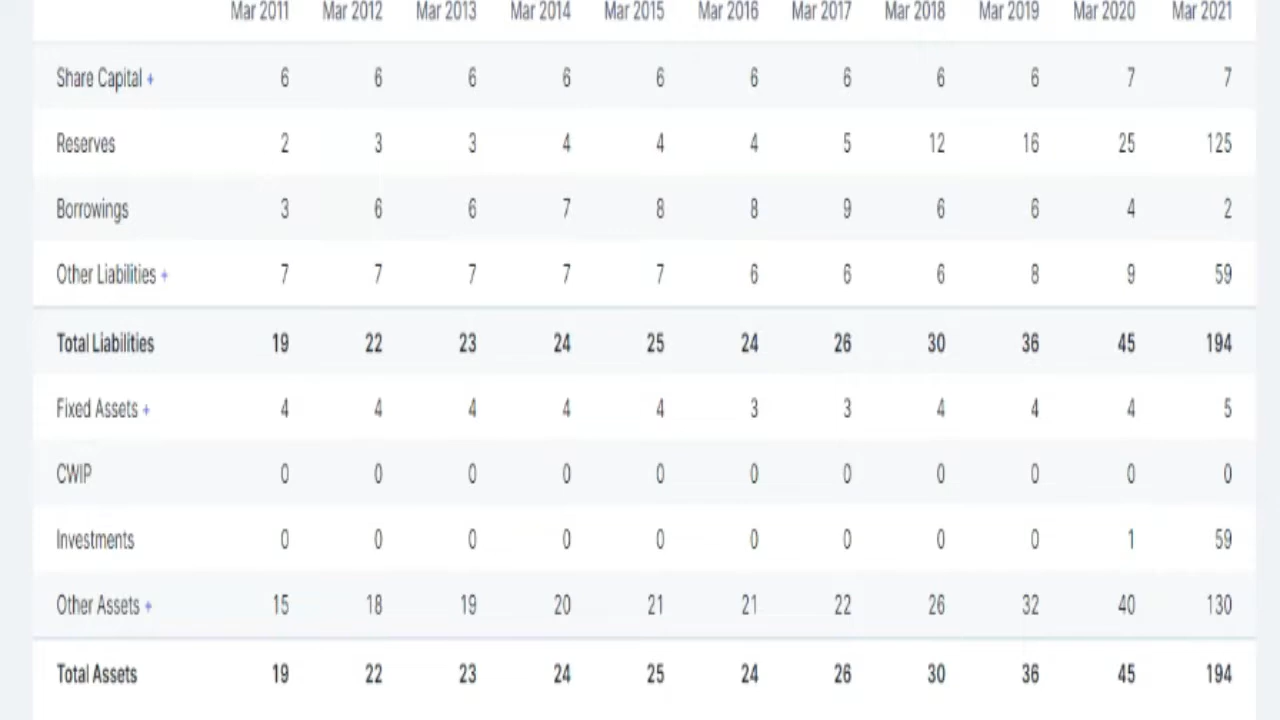 Mar 2011 Mar 2012 Mar 2013 Mar 2014 Mar 2015 Mar 2016 Mar 2017 Mar 2018 Mar 2019 Mar 2020 Mar 2021
Share Capital + 6 6 6 6 6 6 6 6 6 7 7
Reserves 2 3 3 4 4 4 5 12 16 25 125
Borrowings 3 6 6 7 8 8 9 6 6 4 2
Other Liabilities + 7 7 7 7 7 6 6 6 8 9 59
Total Liabilities 19 22 23 24 25 24 26 30 36 45 194
Fixed Assets + 4 4 4 4 4 3 3 4 4 4 5
CWIP 0 0 0 0 0 0 0 0 0 0 0
Investments 0 0 0 0 0 0 0 0 0 1 59
Other Assets + 15 18 19 20 21 21 22 26 32 40 130
Total Assets 19 22 23 24 25 24 26 30 36 45 194